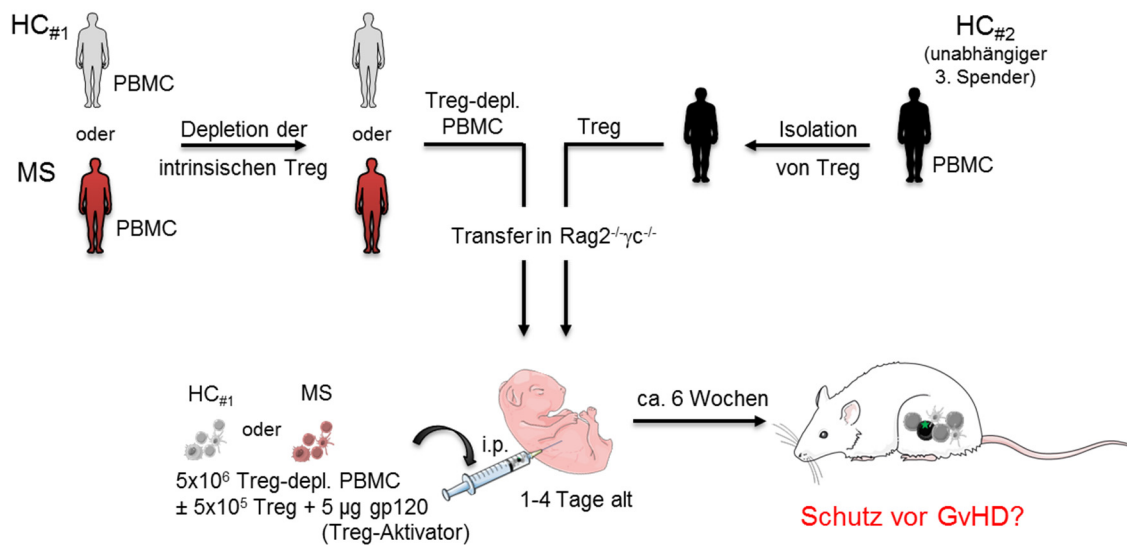 HC#1
PBMC
oder
MS
PBMC
Depletion der
intrinsischen Treg
oder
Treg-depl.
PBMC
Treg
Isolation
von Treg
HC#2
(unabhängiger
3. Spender)
PBMC
Transfer in Rag2-/-γc-/-
HC#1
oder
MS
5x10⁶ Treg-depl. PBMC
± 5x10⁵ Treg + 5 µg gp120
(Treg-Aktivator)
i.p.
1-4 Tage alt
ca. 6 Wochen
Schutz vor GvHD?